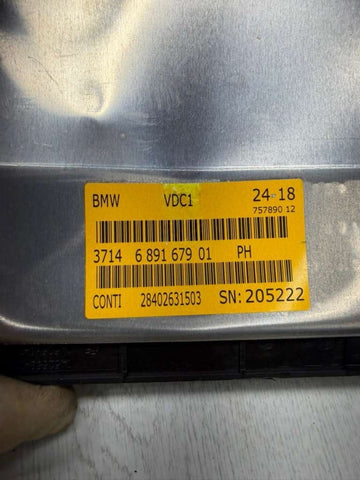 BMW VDC1 24 18
757890 12
3714 6 891 679 01 PH
CONTI 28402631503 SN: 205222